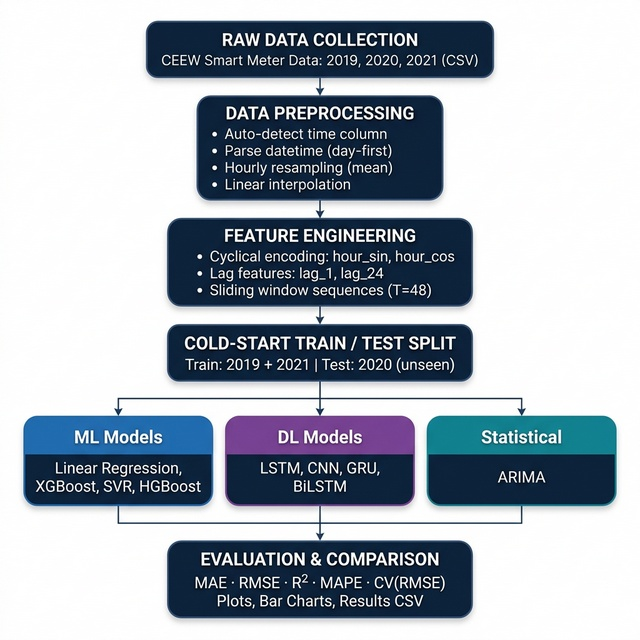 RAW DATA COLLECTION
CEEW Smart Meter Data: 2019, 2020, 2021 (CSV)
DATA PREPROCESSING
• Auto-detect time column
• Parse datetime (day-first)
• Hourly resampling (mean)
• Linear interpolation
FEATURE ENGINEERING
• Cyclical encoding: hour_sin, hour_cos
• Lag features: lag_1, lag_24
• Sliding window sequences (T=48)
COLD-START TRAIN / TEST SPLIT
Train: 2019 + 2021 | Test: 2020 (unseen)
ML Models
Linear Regression,
XGBoost, SVR, HGBoost
DL Models
LSTM, CNN, GRU,
BiLSTM
Statistical
ARIMA
EVALUATION & COMPARISON
MAE · RMSE · R² · MAPE · CV(RMSE)
Plots, Bar Charts, Results CSV